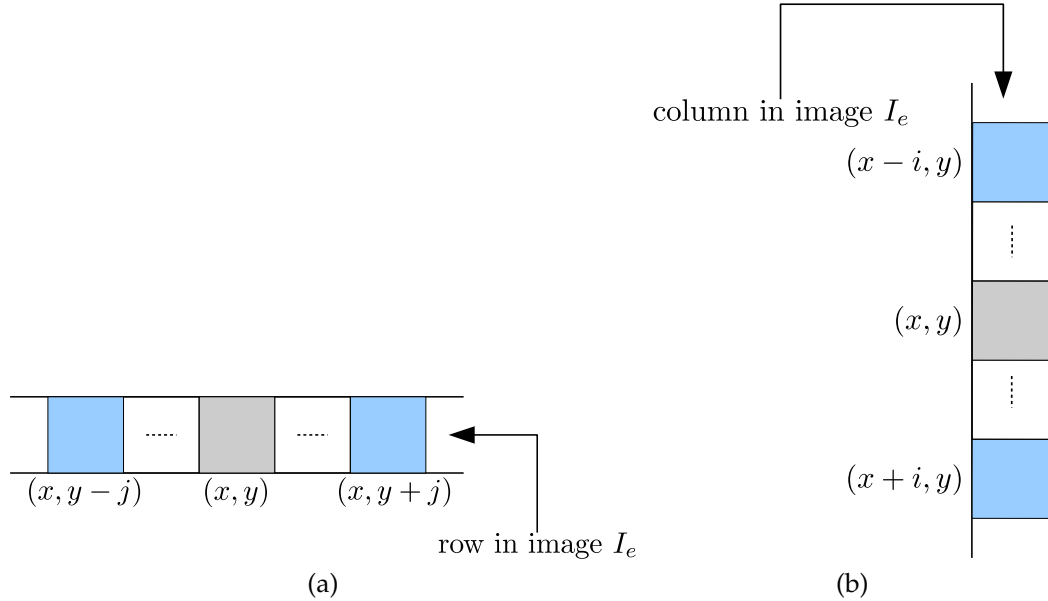 column in image I_e
(x − i, y)
(x, y)
(x + i, y)
(x, y − j)
(x, y)
(x, y + j)
row in image I_e
(a)
(b)